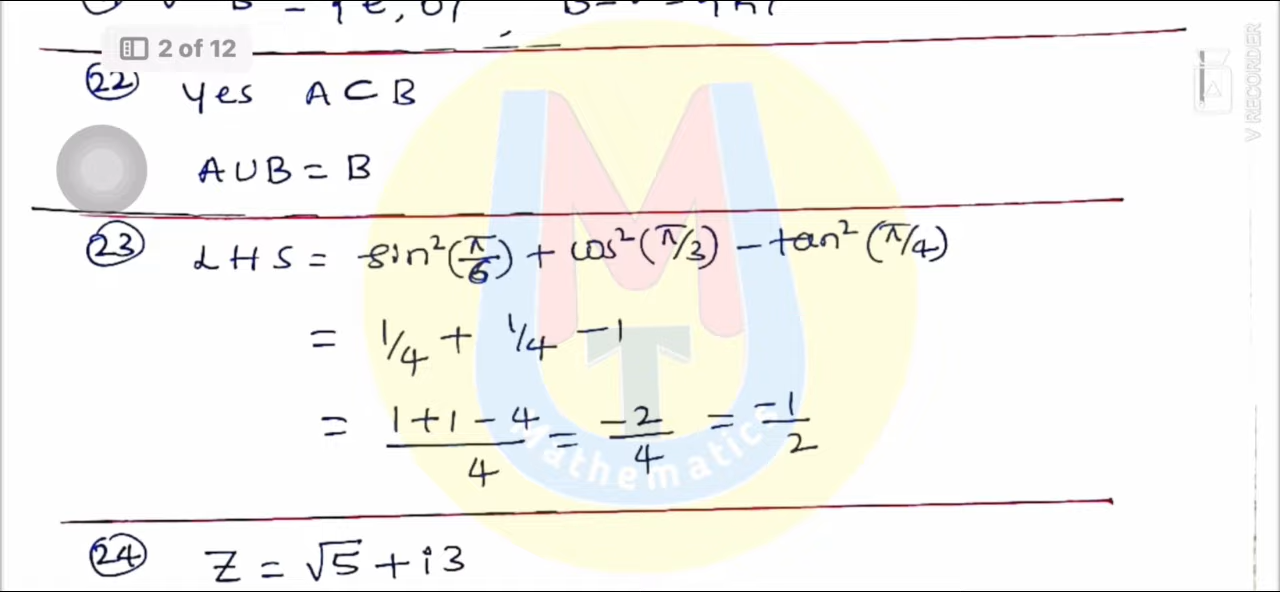 2 of 12
22 Yes A ⊂ B
A ∪ B = B
23 LHS = sin²(π/6) + cos²(π/3) − tan²(π/4)
= 1/4 + 1/4 − 1
= (1+1−4)/4 = −2/4 = −1/2
24 Z = √5 + i3
Mathematics
V RECORDER